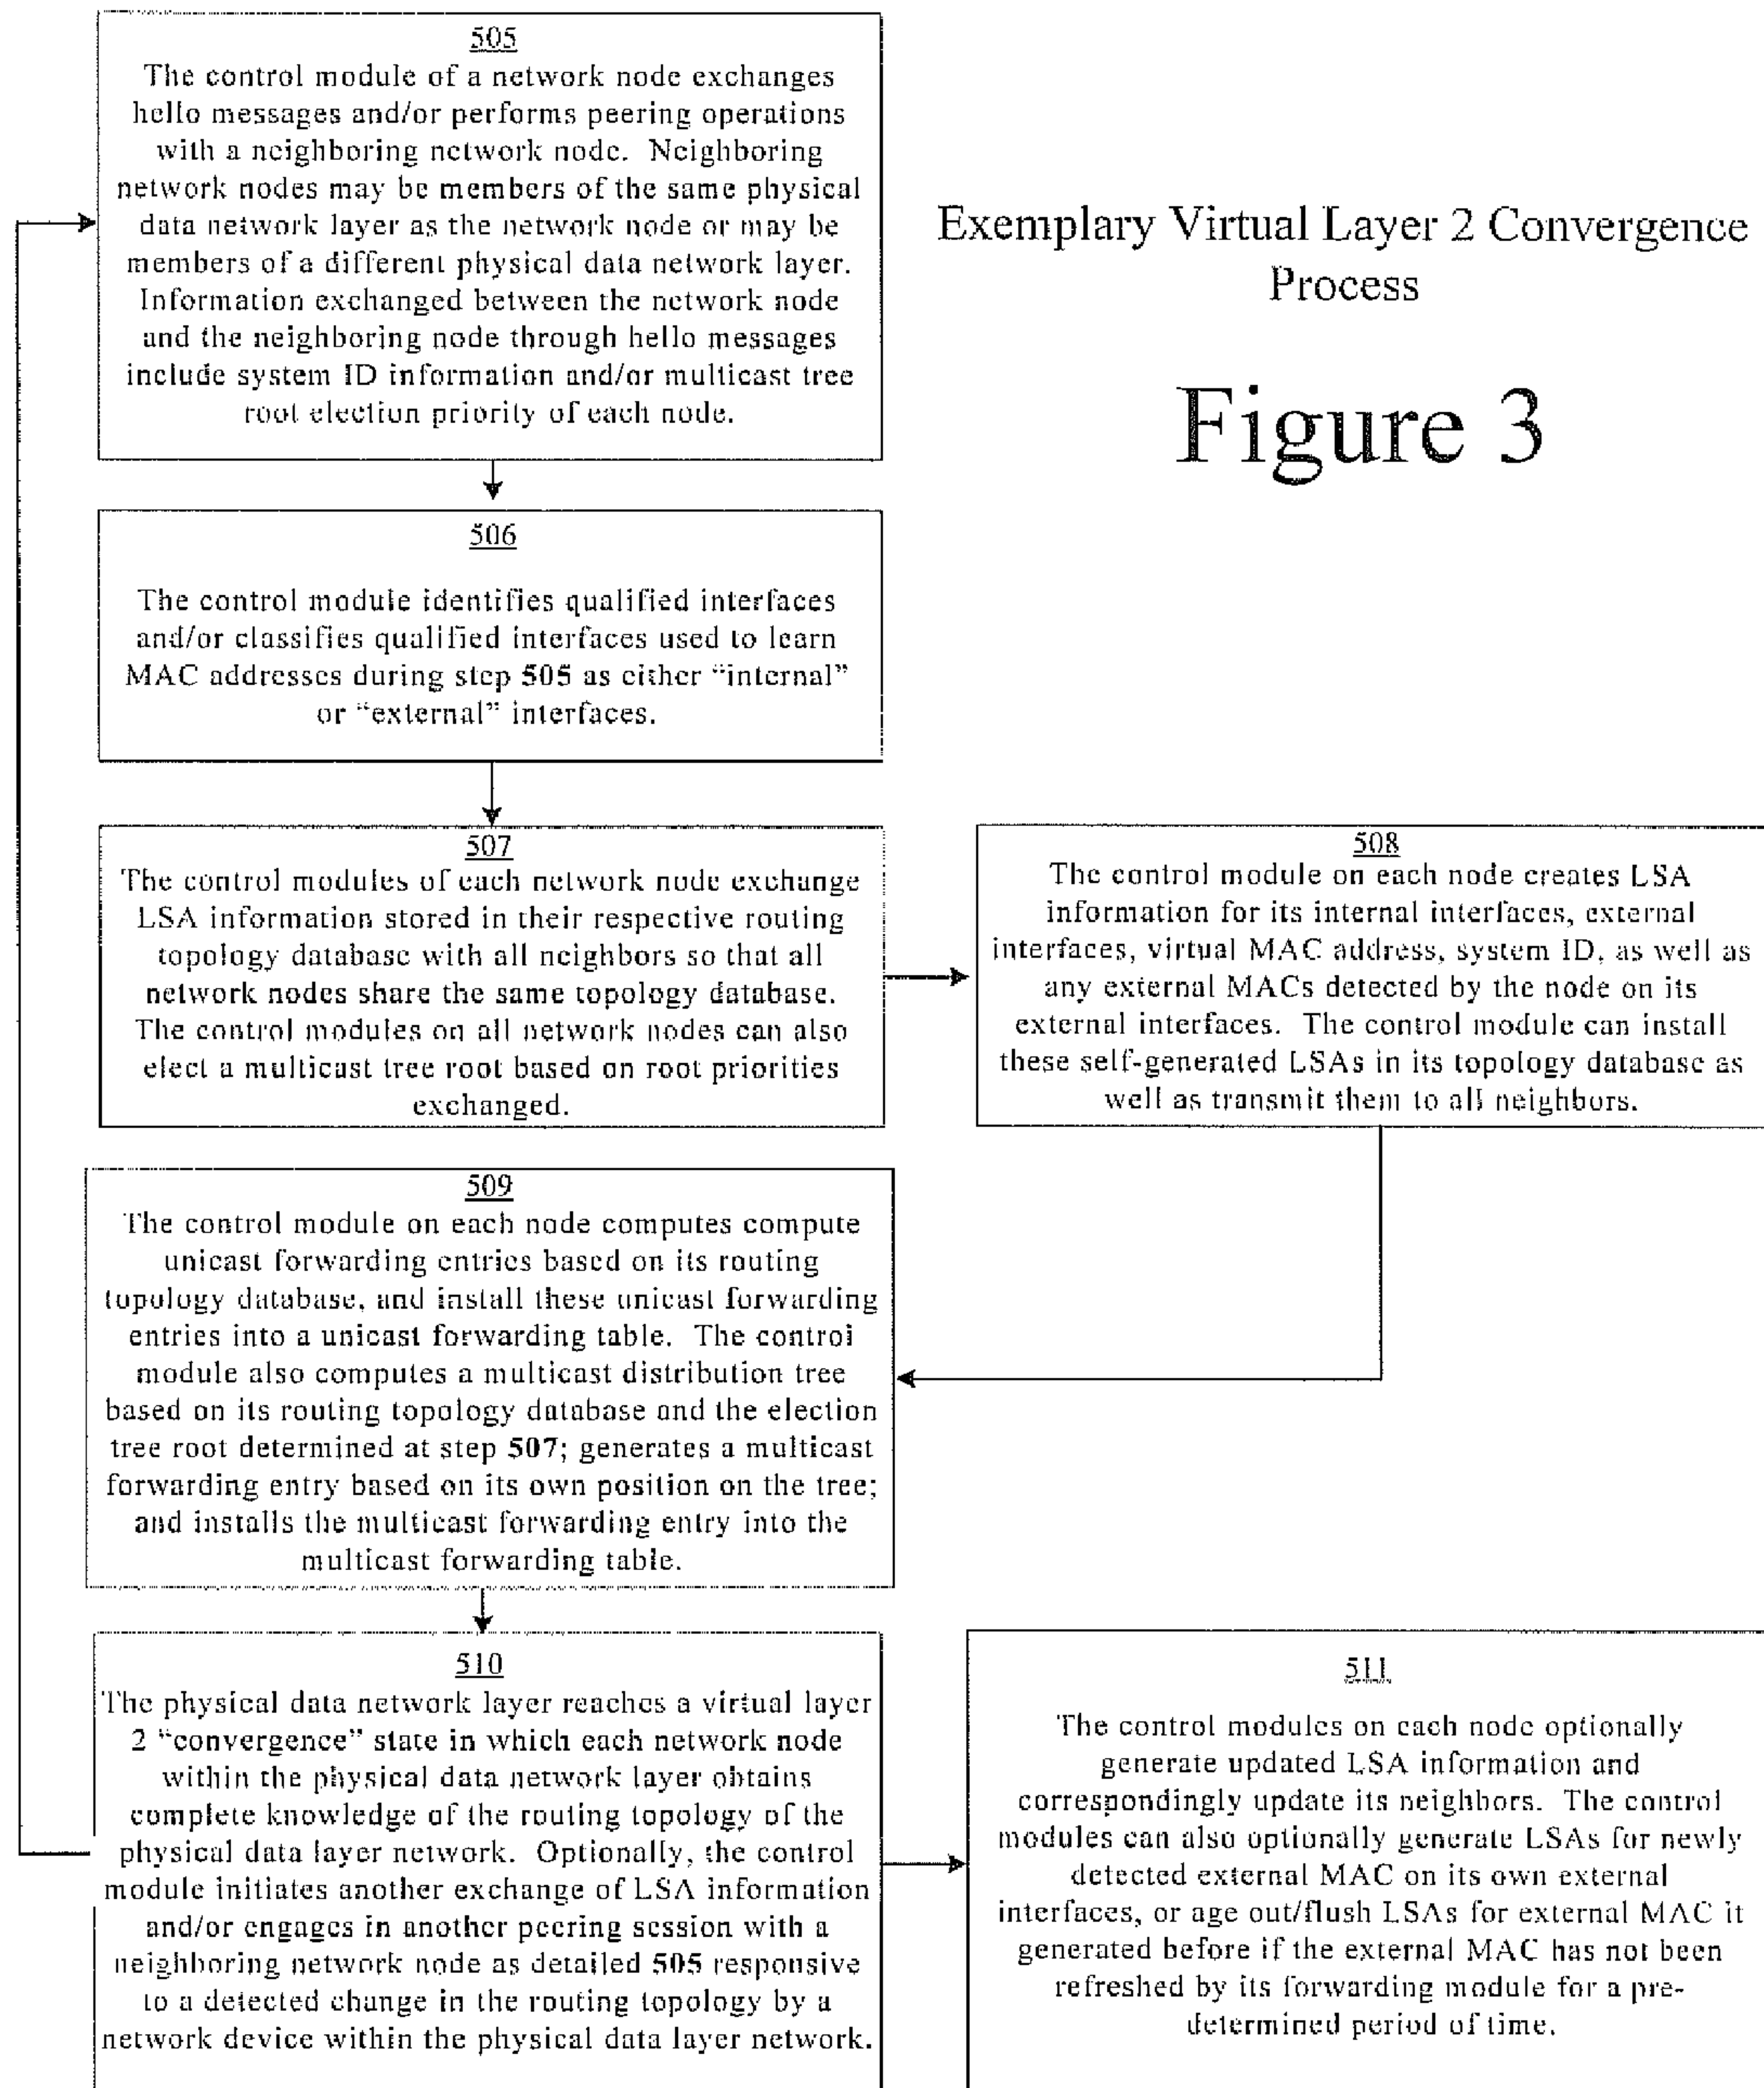 505
The control module of a network node exchanges
hello messages and/or performs peering operations
with a neighboring network node. Neighboring
network nodes may be members of the same physical
data network layer as the network node or may be
members of a different physical data network layer.
Information exchanged between the network node
and the neighboring node through hello messages
include system ID information and/or multicast tree
root election priority of each node.
Exemplary Virtual Layer 2 Convergence
Process
Figure 3
506
The control module identifies qualified interfaces
and/or classifies qualified interfaces used to learn
MAC addresses during step 505 as either “internal”
or “external” interfaces.
507
The control modules of each network node exchange
LSA information stored in their respective routing
topology database with all neighbors so that all
network nodes share the same topology database.
The control modules on all network nodes can also
elect a multicast tree root based on root priorities
exchanged.
508
The control module on each node creates LSA
information for its internal interfaces, external
interfaces, virtual MAC address, system ID, as well as
any external MACs detected by the node on its
external interfaces. The control module can install
these self-generated LSAs in its topology database as
well as transmit them to all neighbors.
509
The control module on each node computes compute
unicast forwarding entries based on its routing
topology database, and install these unicast forwarding
entries into a unicast forwarding table. The control
module also computes a multicast distribution tree
based on its routing topology database and the election
tree root determined at step 507; generates a multicast
forwarding entry based on its own position on the tree;
and installs the multicast forwarding entry into the
multicast forwarding table.
510
The physical data network layer reaches a virtual layer
2 “convergence” state in which each network node
within the physical data network layer obtains
complete knowledge of the routing topology of the
physical data layer network. Optionally, the control
module initiates another exchange of LSA information
and/or engages in another peering session with a
neighboring network node as detailed 505 responsive
to a detected change in the routing topology by a
network device within the physical data layer network.
511
The control modules on each node optionally
generate updated LSA information and
correspondingly update its neighbors. The control
modules can also optionally generate LSAs for newly
detected external MAC on its own external
interfaces, or age out/flush LSAs for external MAC it
generated before if the external MAC has not been
refreshed by its forwarding module for a pre-
determined period of time.